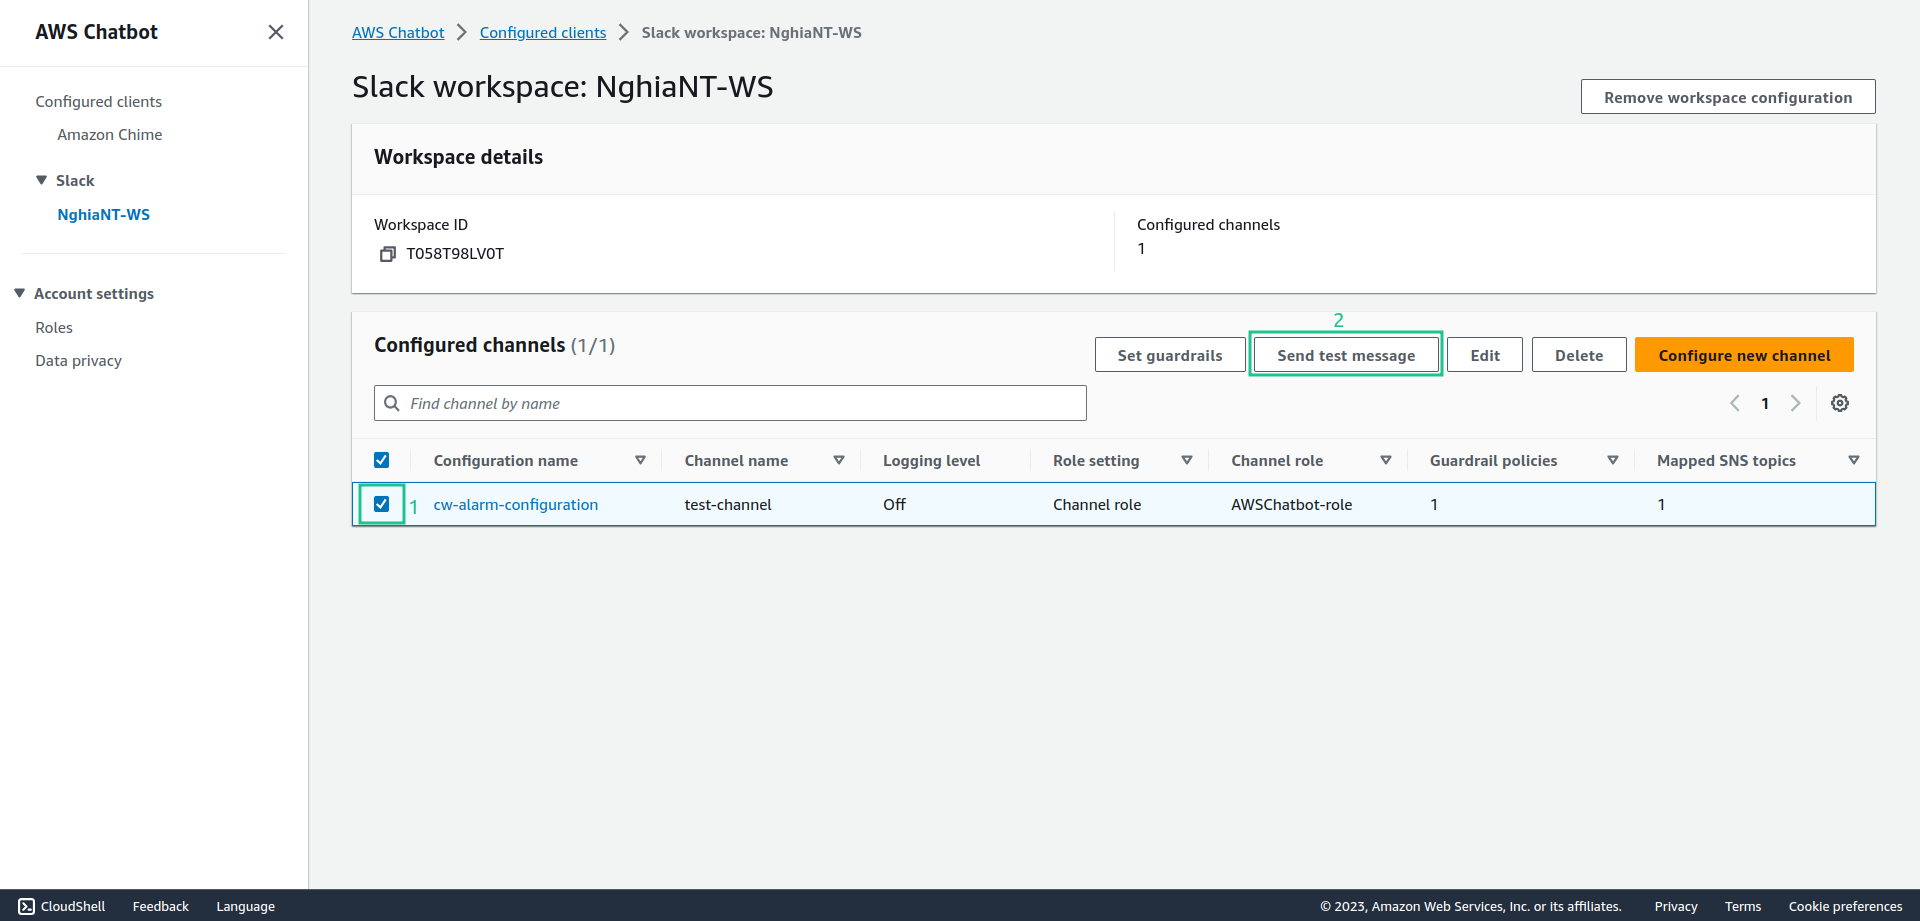 AWS Chatbot
Configured clients
Amazon Chime
Slack
NghiaNT-WS
Account settings
Roles
Data privacy
AWS Chatbot Configured clients Slack workspace: NghiaNT-WS
Slack workspace: NghiaNT-WS
Remove workspace configuration
Workspace details
Workspace ID
T058T98LV0T
Configured channels
1
2
Configured channels (1/1)
Set guardrails Send test message Edit Delete Configure new channel
Find channel by name
1
Configuration name Channel name Logging level Role setting Channel role Guardrail policies Mapped SNS topics
1 cw-alarm-configuration test-channel Off Channel role AWSChatbot-role 1 1
CloudShell Feedback Language © 2023, Amazon Web Services, Inc. or its affiliates. Privacy Terms Cookie preferences